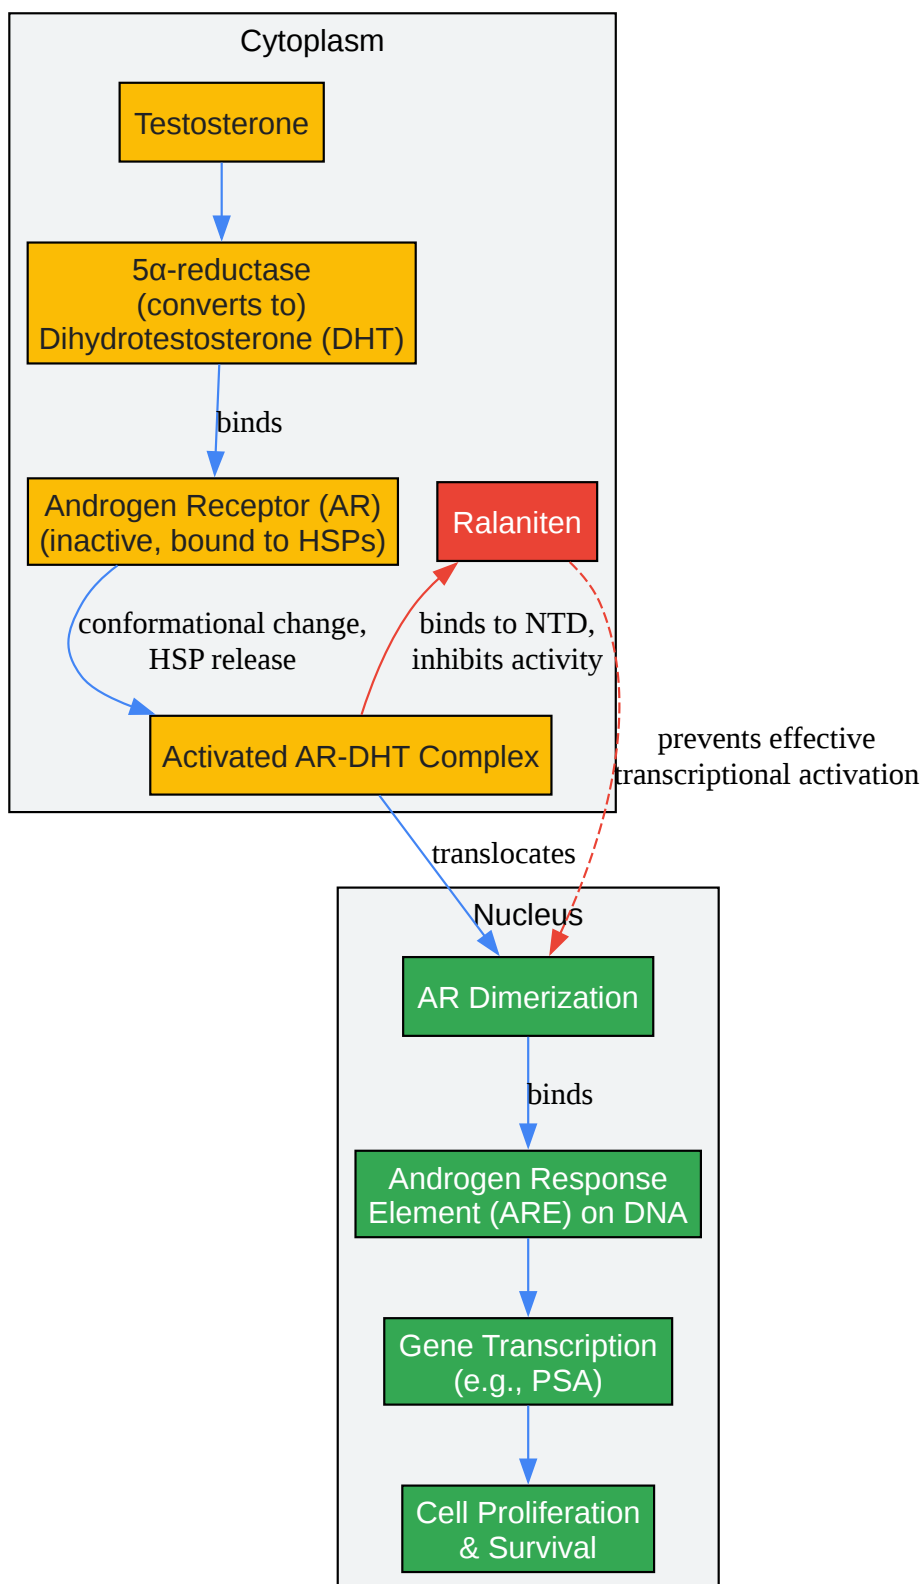 Cytoplasm
Testosterone
5α-reductase
(converts to)
Dihydrotestosterone (DHT)
binds
Androgen Receptor (AR)
(inactive, bound to HSPs)
Ralaniten
conformational change,
HSP release
binds to NTD,
inhibits activity
Activated AR-DHT Complex
prevents effective
transcriptional activation
translocates
Nucleus
AR Dimerization
binds
Androgen Response
Element (ARE) on DNA
Gene Transcription
(e.g., PSA)
Cell Proliferation
& Survival